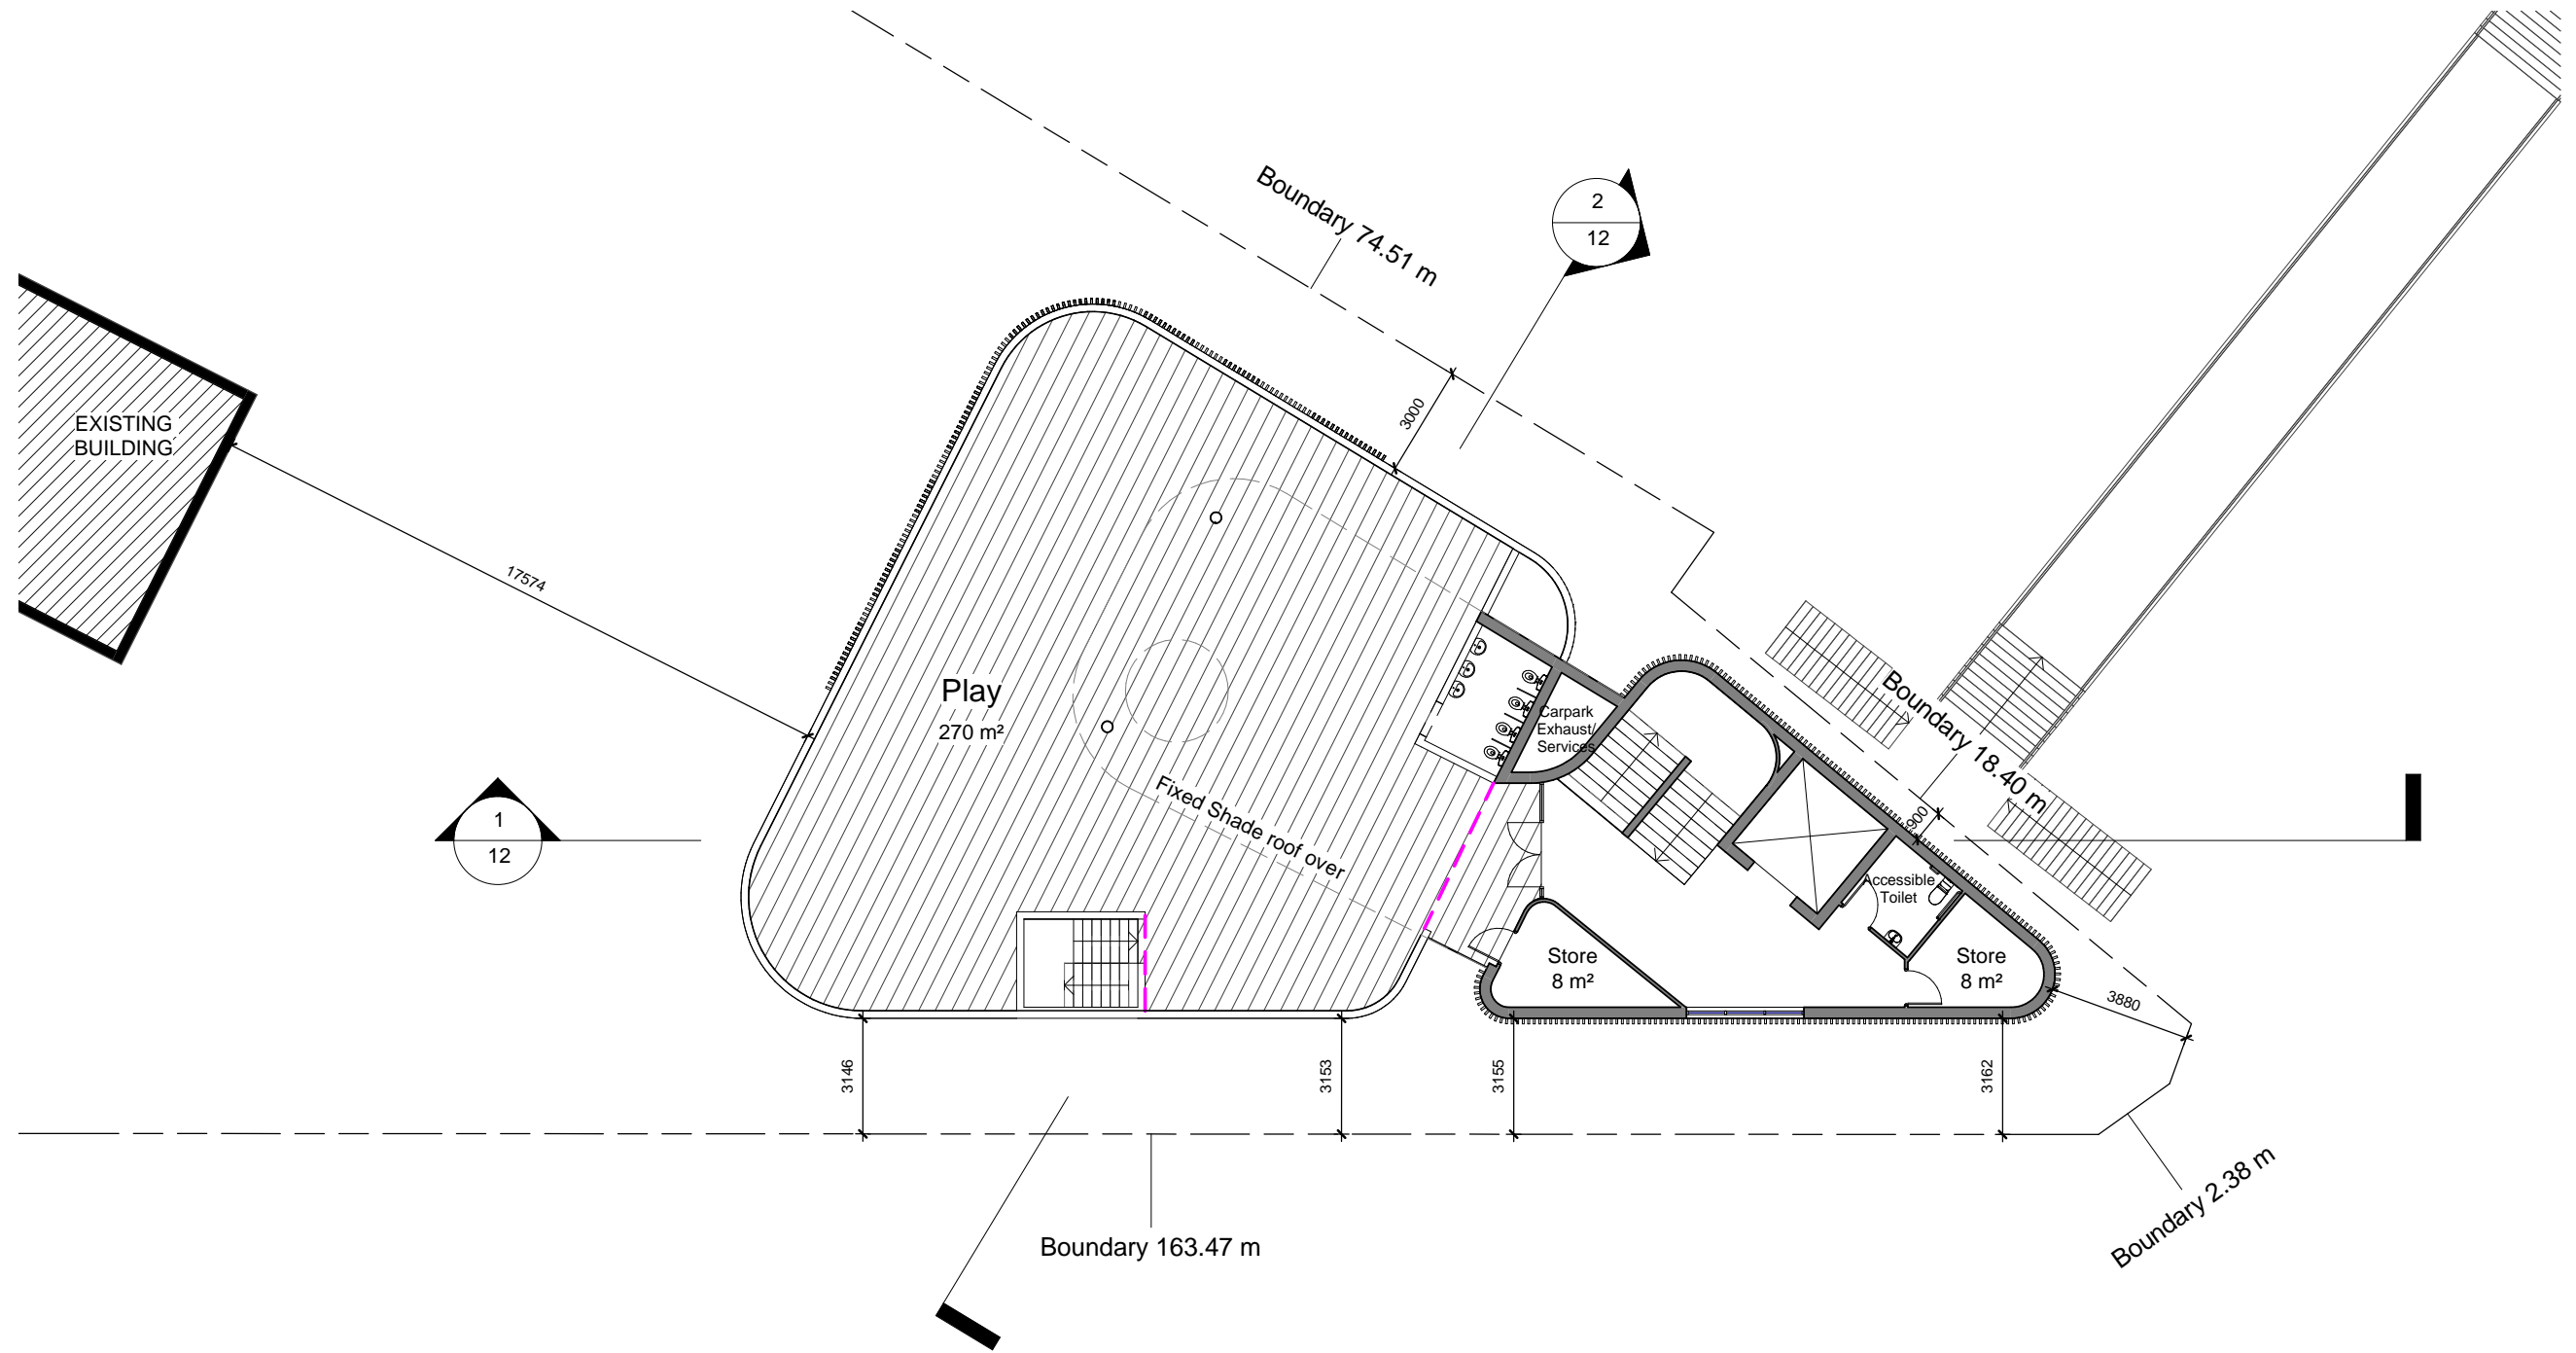 Boundary 74.51 m
2
12
EXISTING
BUILDING
3000
17574
Play
270 m²
Carpark
Exhaust/
Services
Boundary 18.40 m
Fixed Shade roof over
900
1
12
Accessible
Toilet
Store
8 m²
Store
8 m²
3880
3146
3153
3155
3162
Boundary 163.47 m
Boundary 2.38 m